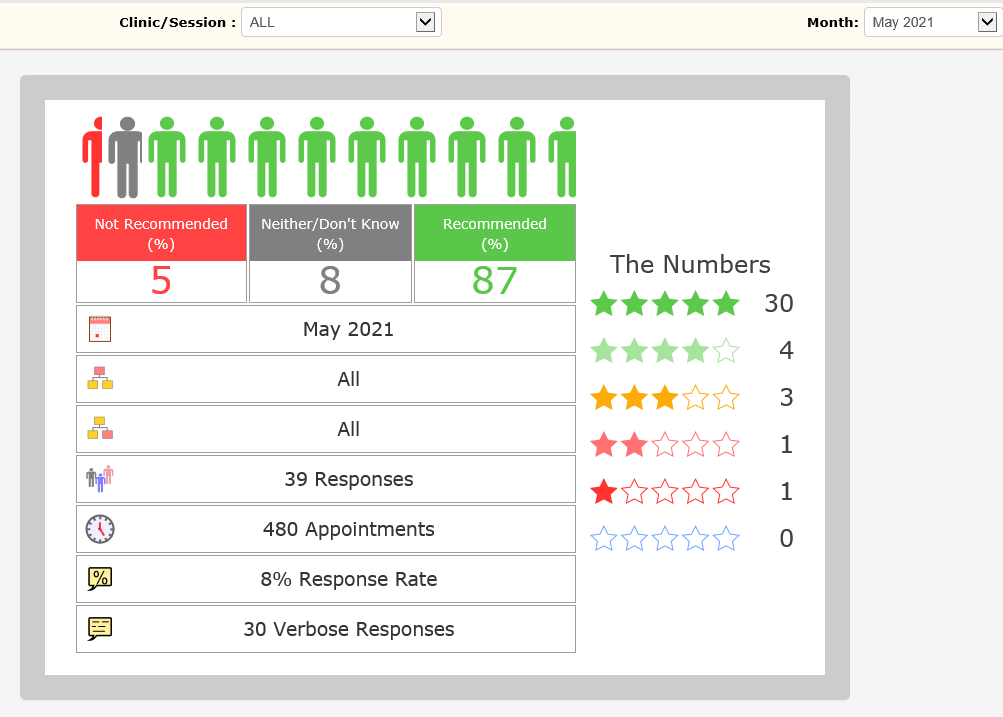 Clinic/Session : ALL Month: May 2021
Not Recommended (%)
Neither/Don't Know (%)
Recommended (%)
5 8 87
May 2021
All
All
39 Responses
480 Appointments
% 8% Response Rate
30 Verbose Responses
The Numbers
30
4
3
1
1
0